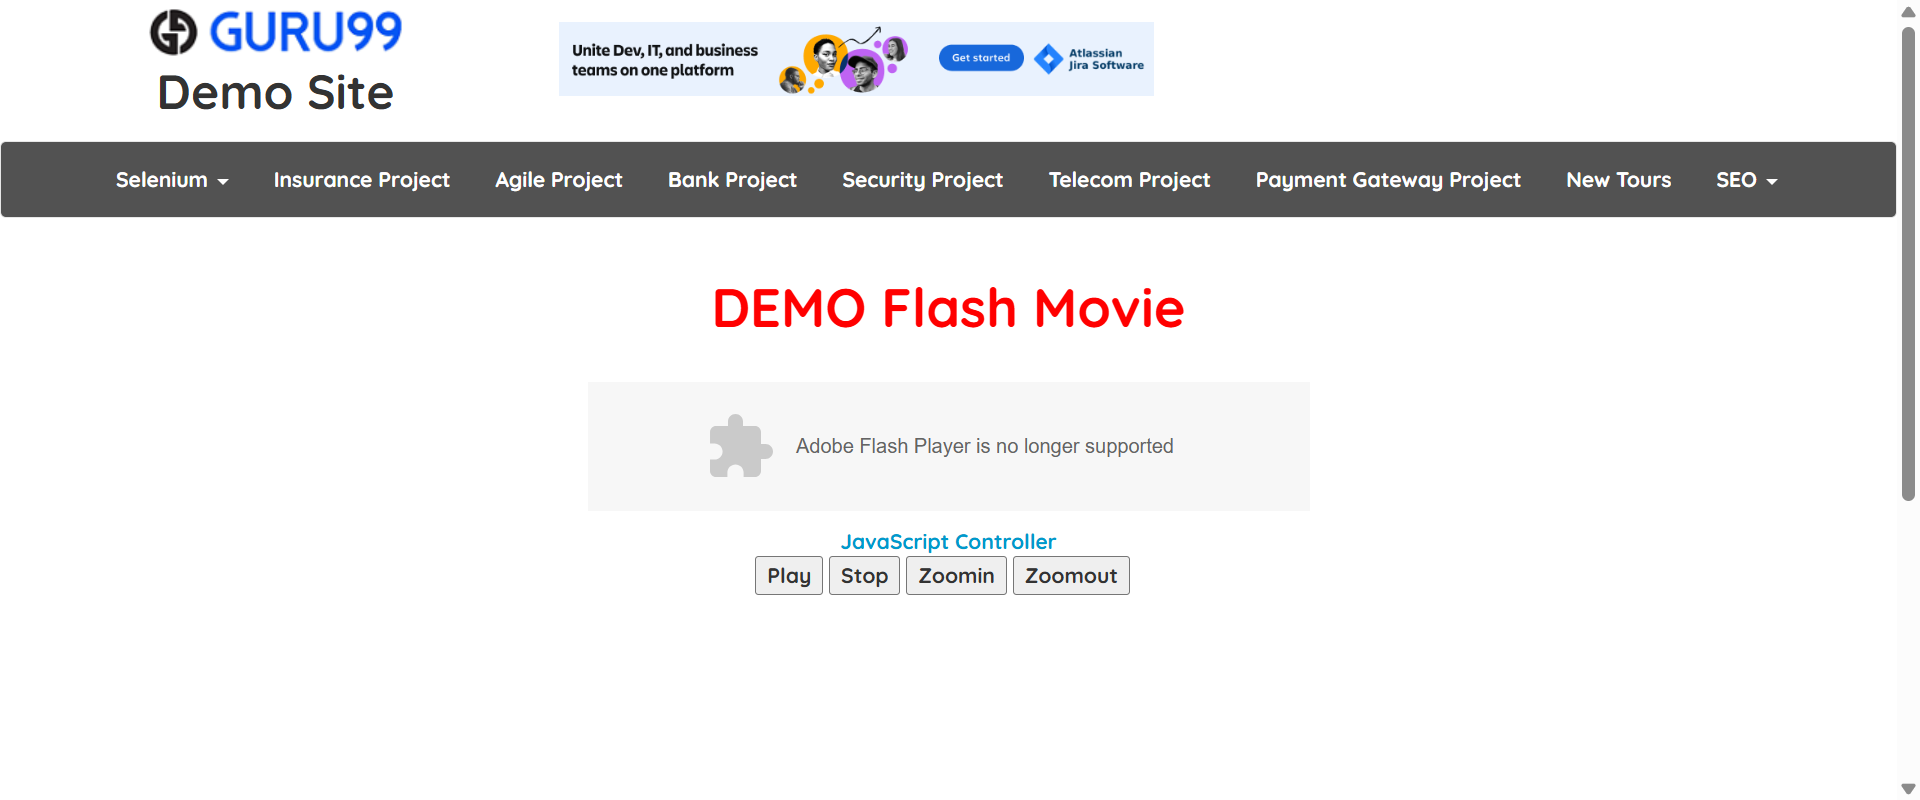 GURU99
Demo Site
Unite Dev, IT, and business
teams on one platform
Get started
Atlassian
Jira Software
Selenium
Insurance Project
Agile Project
Bank Project
Security Project
Telecom Project
Payment Gateway Project
New Tours
SEO
DEMO Flash Movie
Adobe Flash Player is no longer supported
JavaScript Controller
Play Stop Zoomin Zoomout